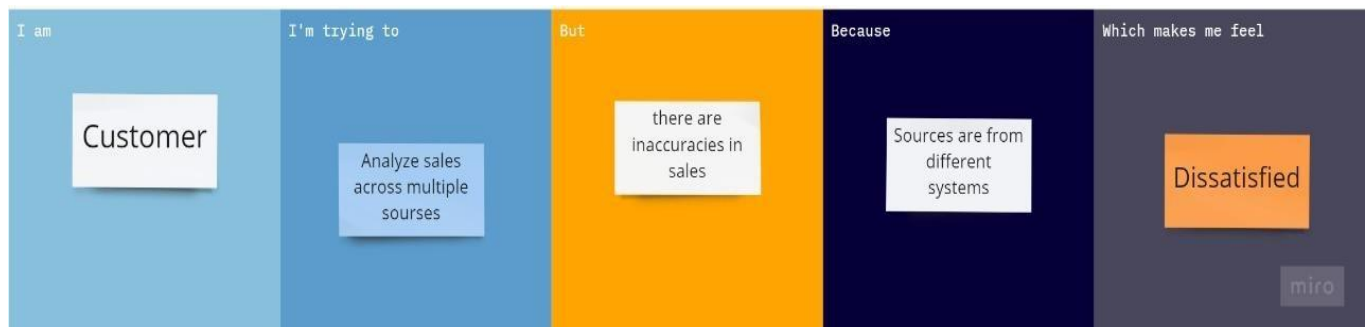 I am
Customer
I'm trying to
Analyze sales
across multiple
sourses
But
there are
inaccuracies in
sales
Because
Sources are from
different
systems
Which makes me feel
Dissatisfied
miro